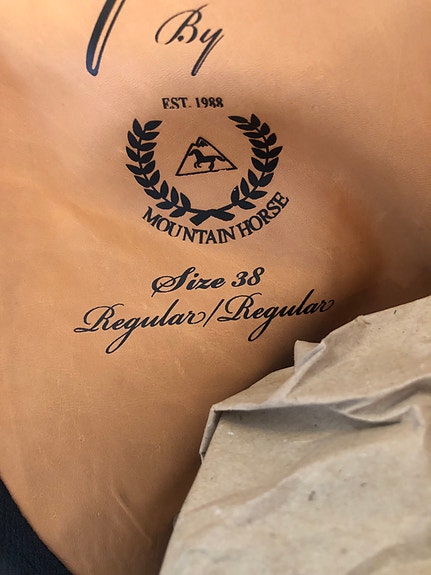 By
EST. 1988
MOUNTAIN HORSE
Size 38
Regular/Regular